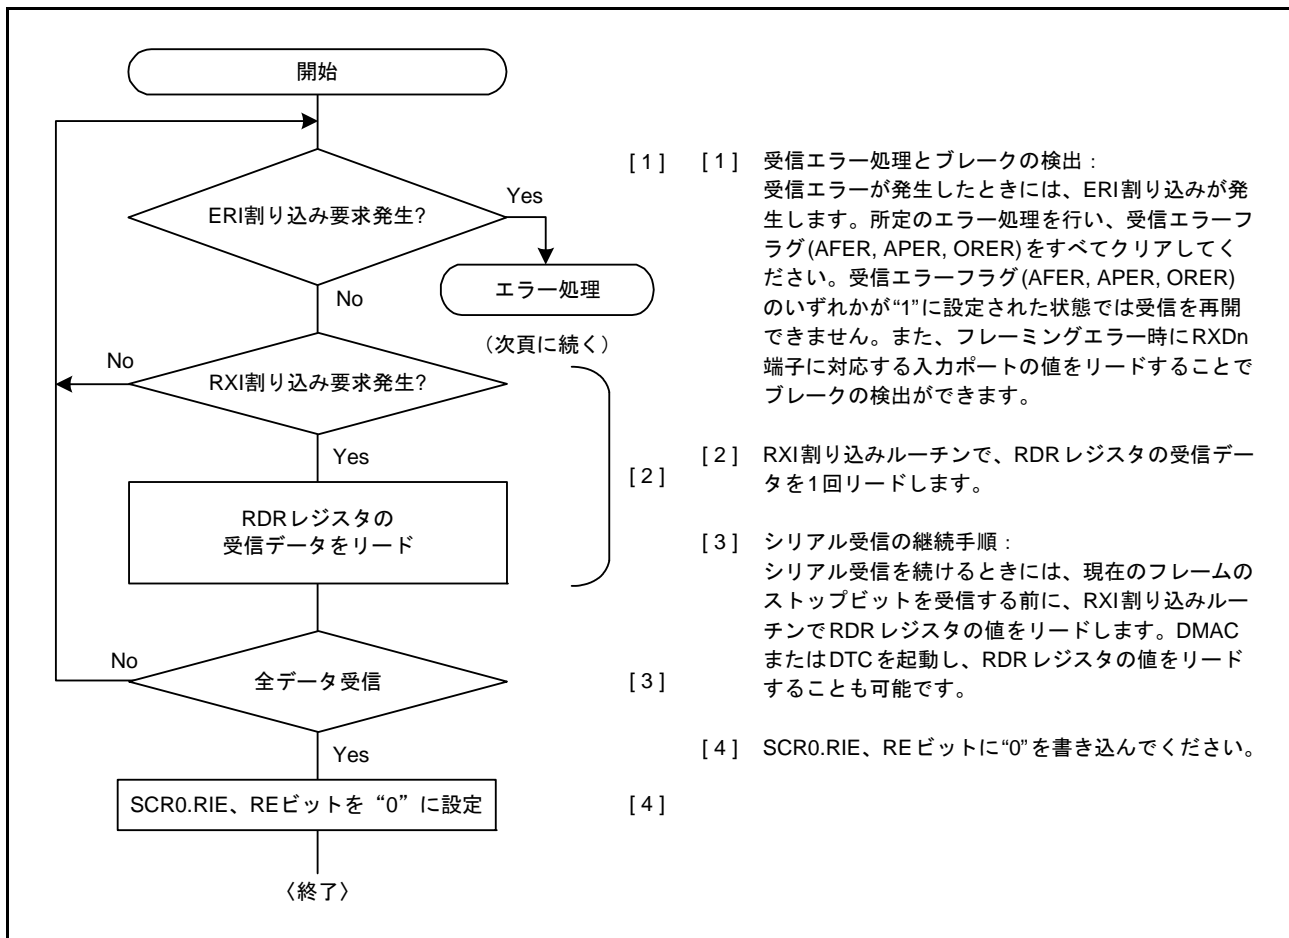 開始
ERI割り込み要求発生?
Yes
エラー処理
No
(次頁に続く)
No
RXI割り込み要求発生?
Yes
RDRレジスタの
受信データをリード
No
全データ受信
Yes
SCR0.RIE、REビットを“0”に設定
〈終了〉
[1]
[2]
[3]
[4]
[1] 受信エラー処理とブレークの検出：
受信エラーが発生したときには、ERI割り込みが発
生します。所定のエラー処理を行い、受信エラーフ
ラグ(AFER, APER, ORER)をすべてクリアしてく
ださい。受信エラーフラグ(AFER, APER, ORER)
のいずれかが“1”に設定された状態では受信を再開
できません。また、フレーミングエラー時にRXDn
端子に対応する入力ポートの値をリードすることで
ブレークの検出ができます。
[2] RXI割り込みルーチンで、RDRレジスタの受信デー
タを1回リードします。
[3] シリアル受信の継続手順：
シリアル受信を続けるときには、現在のフレームの
ストップビットを受信する前に、RXI割り込みルー
チンでRDRレジスタの値をリードします。DMAC
またはDTCを起動し、RDRレジスタの値をリード
することも可能です。
[4] SCR0.RIE、REビットに“0”を書き込んでください。